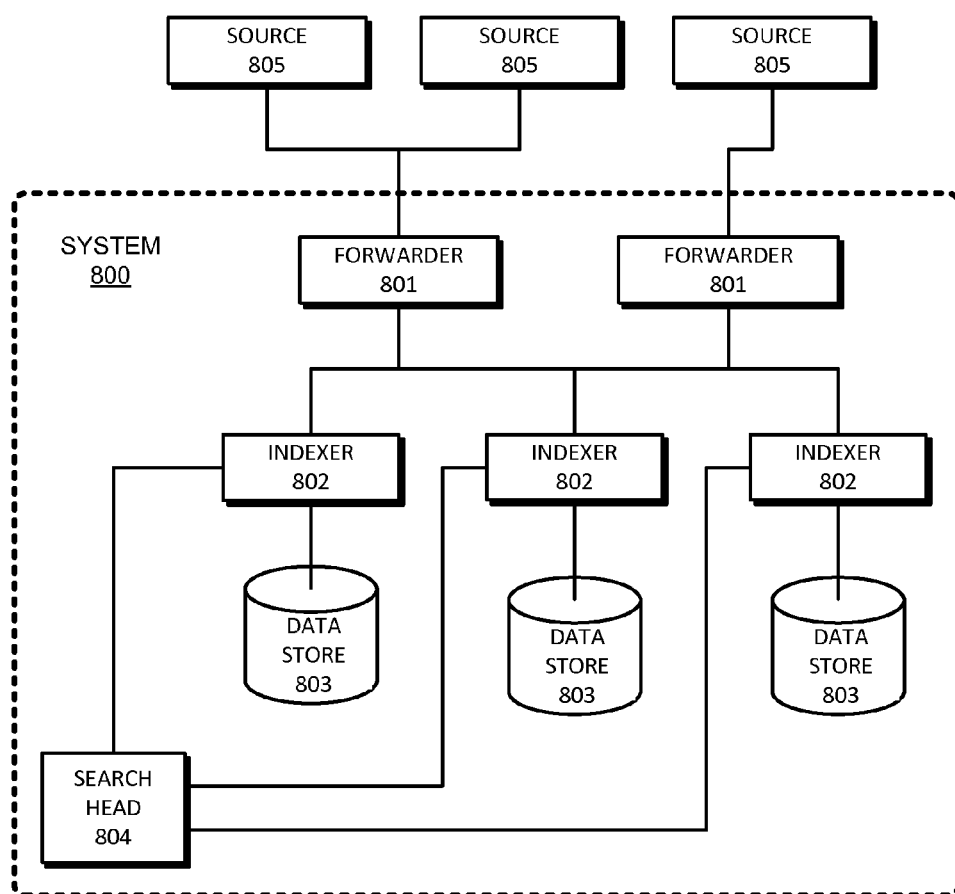 SOURCE
805
SOURCE
805
SOURCE
805
SYSTEM
800
FORWARDER
801
FORWARDER
801
INDEXER
802
INDEXER
802
INDEXER
802
DATA
STORE
803
DATA
STORE
803
DATA
STORE
803
SEARCH
HEAD
804